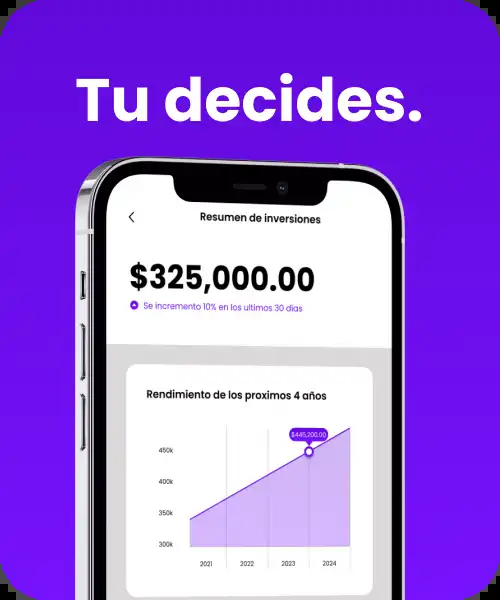 Tu decides.
Resumen de inversiones
$325,000.00
Se incremento 10% en los ultimos 30 dias
Rendimiento de los proximos 4 años
$445,200.00
450k
400k
350k
300k
2021 2022 2023 2024